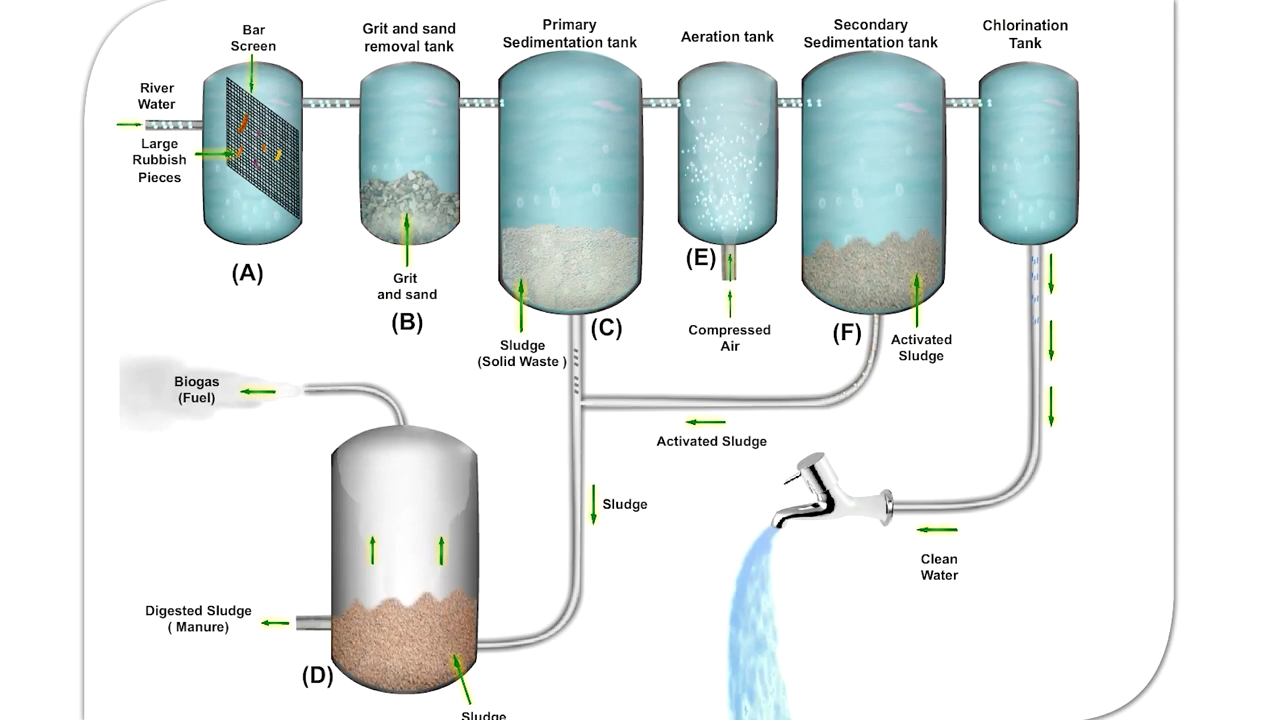 Bar
Screen
Grit and sand
removal tank
Primary
Sedimentation tank
Aeration tank
Secondary
Sedimentation tank
Chlorination
Tank
River
Water
Large
Rubbish
Pieces
(A)
Grit
and sand
(B)
Sludge
(Solid Waste )
(C)
(E)
Compressed
Air
(F)
Activated
Sludge
Biogas
(Fuel)
Activated Sludge
Sludge
Clean
Water
Digested Sludge
( Manure)
(D)
Sludge